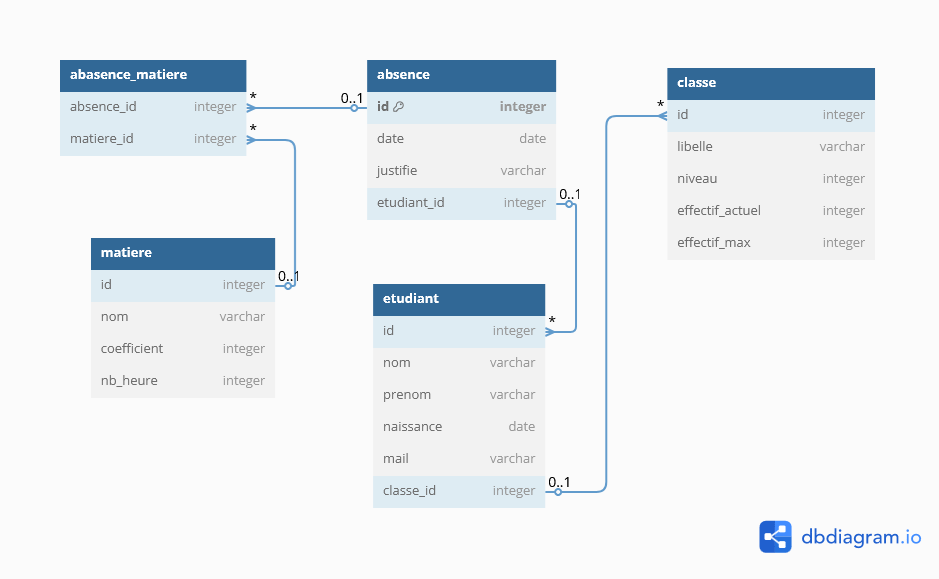 abasence_matiere
absence_id integer
matiere_id integer
*
*
0..1
absence
id integer
date date
justifie varchar
etudiant_id integer
0..1
classe
*
id integer
libelle varchar
niveau integer
effectif_actuel integer
effectif_max integer
matiere
0..1
id integer
nom varchar
coefficient integer
nb_heure integer
etudiant
*
id integer
nom varchar
prenom varchar
naissance date
mail varchar
classe_id integer
0..1
dbdiagram.io